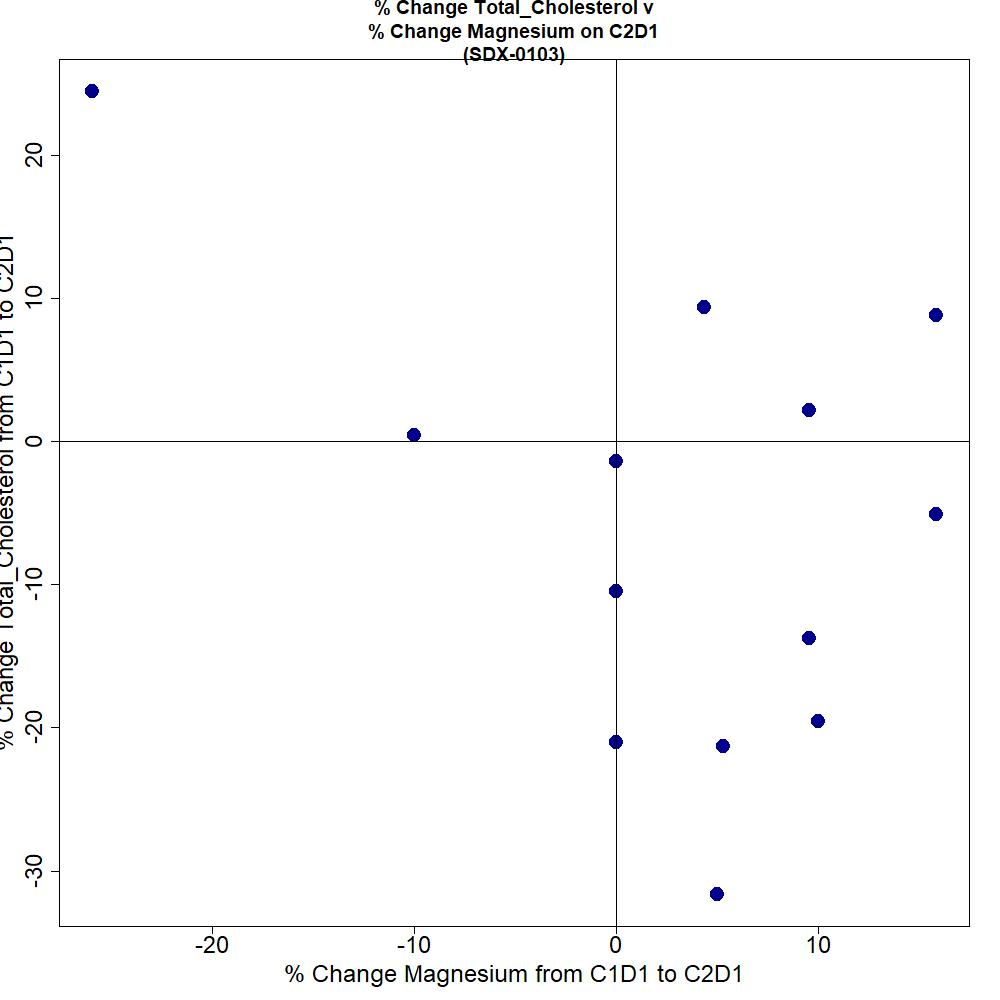 % Change Total_Cholesterol v
% Change Magnesium on C2D1
(SDX-0103)
% Change Total_Cholesterol from C1D1 to C2D1
20
10
0
-10
-20
-30
-20
-10
0
10
% Change Magnesium from C1D1 to C2D1